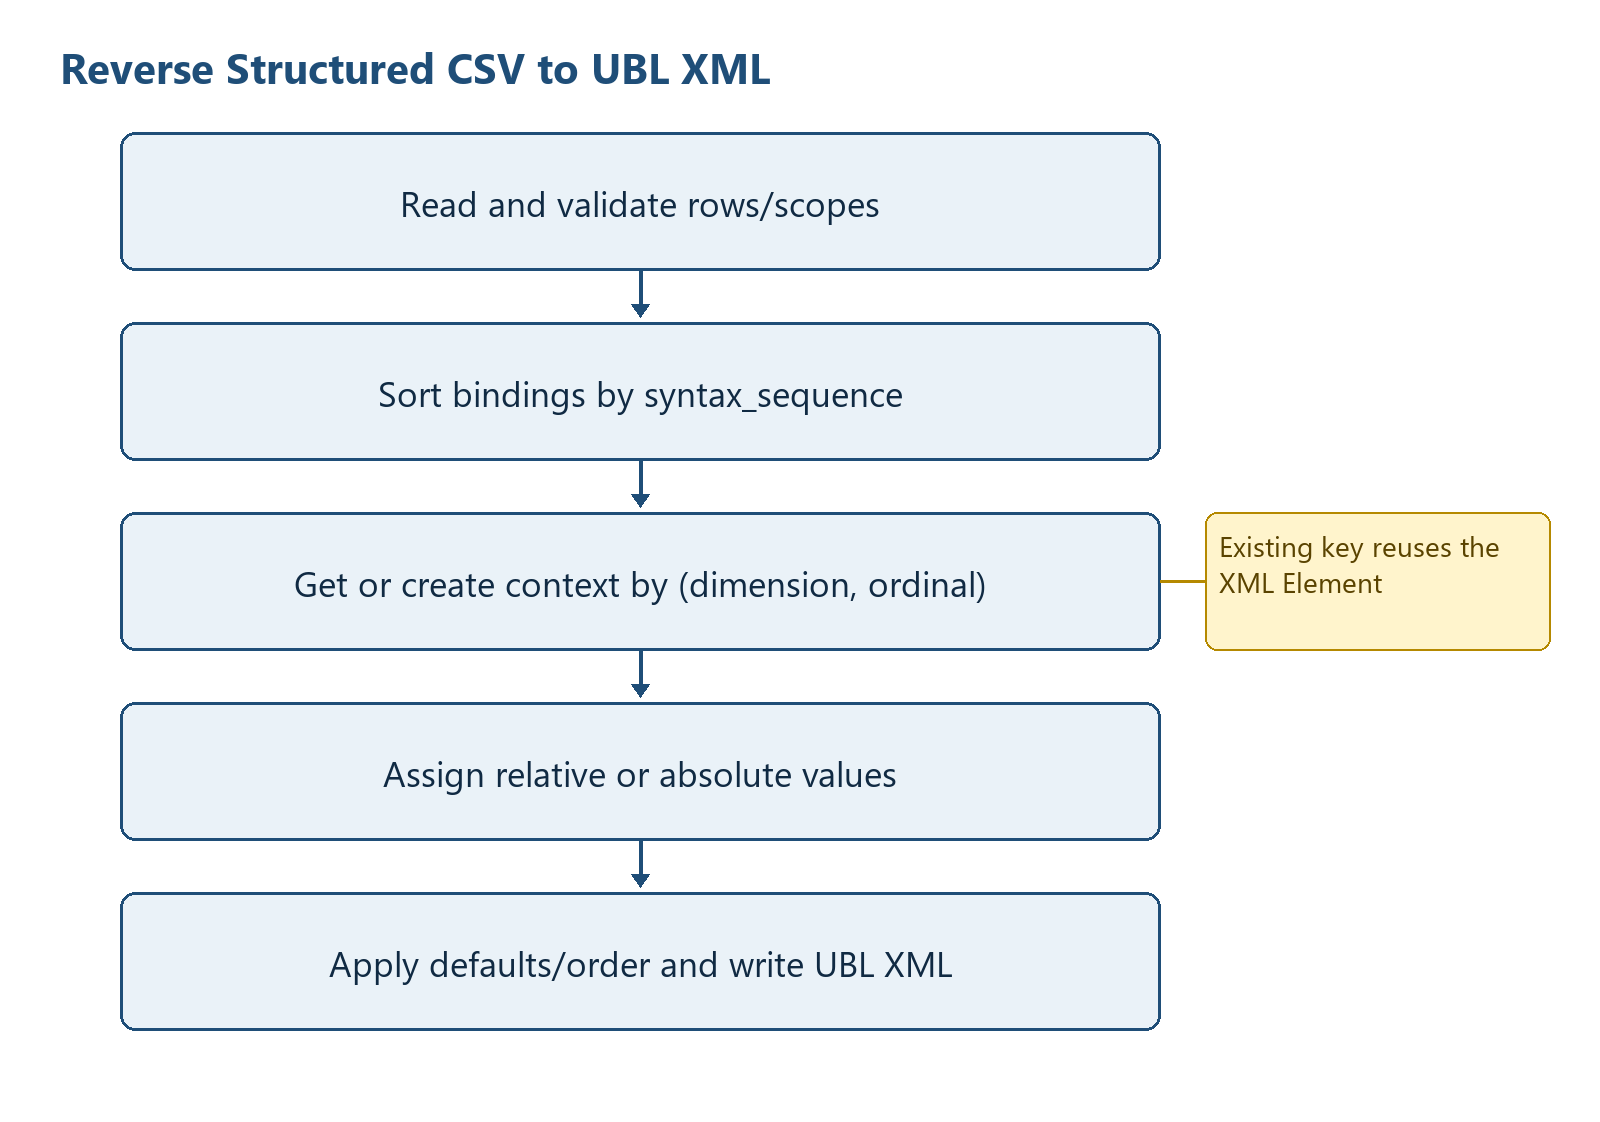 Reverse Structured CSV to UBL XML
Read and validate rows/scopes
Sort bindings by syntax_sequence
Get or create context by (dimension, ordinal)
Existing key reuses the
XML Element
Assign relative or absolute values
Apply defaults/order and write UBL XML